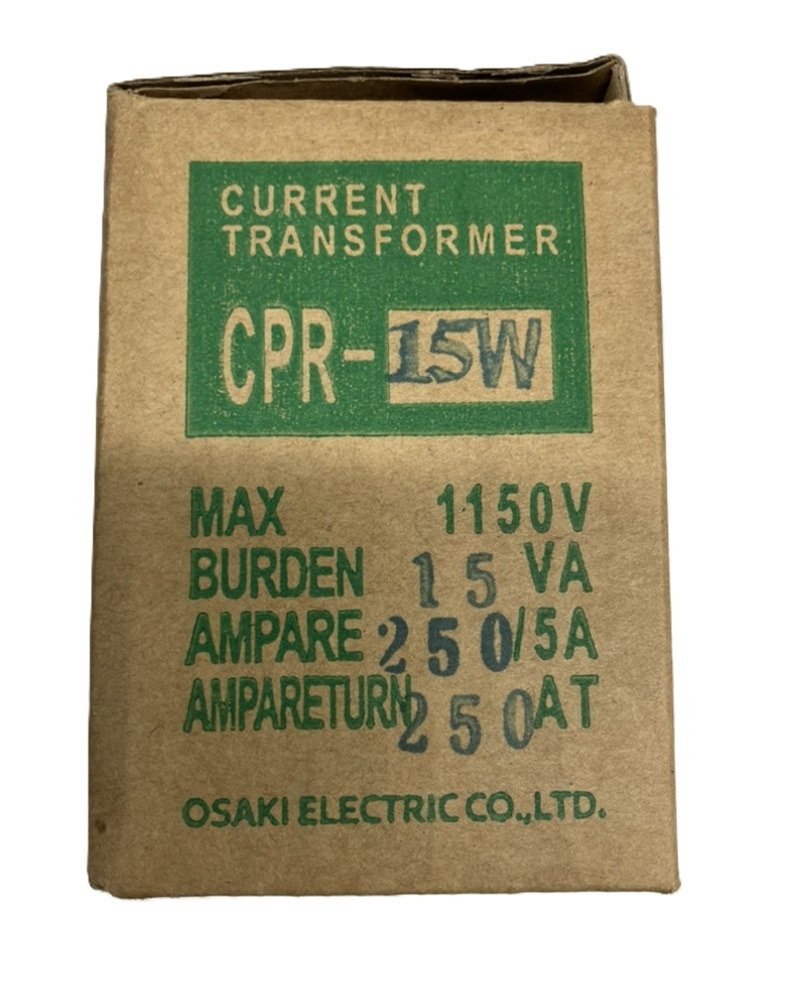 CURRENT
TRANSFORMER
CPR-15W
MAX 1150V
BURDEN 15 VA
AMPARE 250/5A
AMPARETURN 250AT
OSAKI ELECTRIC CO.,LTD.